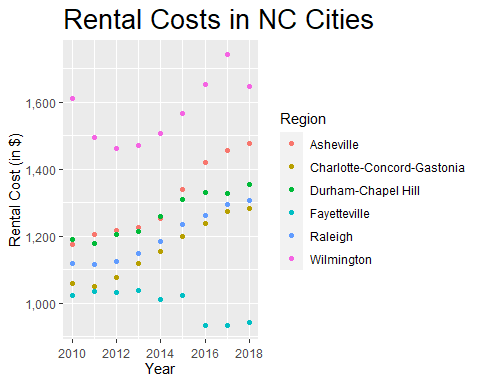 Rental Costs in NC Cities
Rental Cost (in $)
1,600
1,400
1,200
1,000
2010 2012 2014 2016 2018
Year
Region
Asheville
Charlotte-Concord-Gastonia
Durham-Chapel Hill
Fayetteville
Raleigh
Wilmington